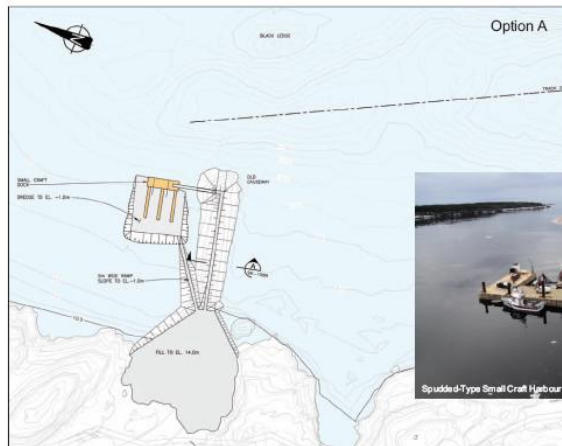 Option A
BLACK LEDGE
TRACK
SMALL CRAFT
DOCK
OLD
CAUSEWAY
DREDGE TO EL. -1.8m
A
5m WIDE RAMP
SLOPE TO EL.-1.0m
FILL TO EL. 14.0m
Spudded-Type Small Craft Harbour